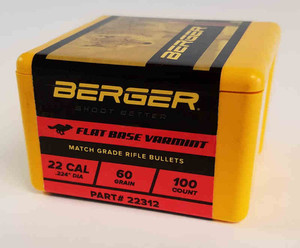 BERGER
BERGER
SHOOT BETTER
FLAT BASE VARMINT
MATCH GRADE RIFLE BULLETS
22 CAL
.224" DIA
60
GRAIN
100
COUNT
PART# 22312